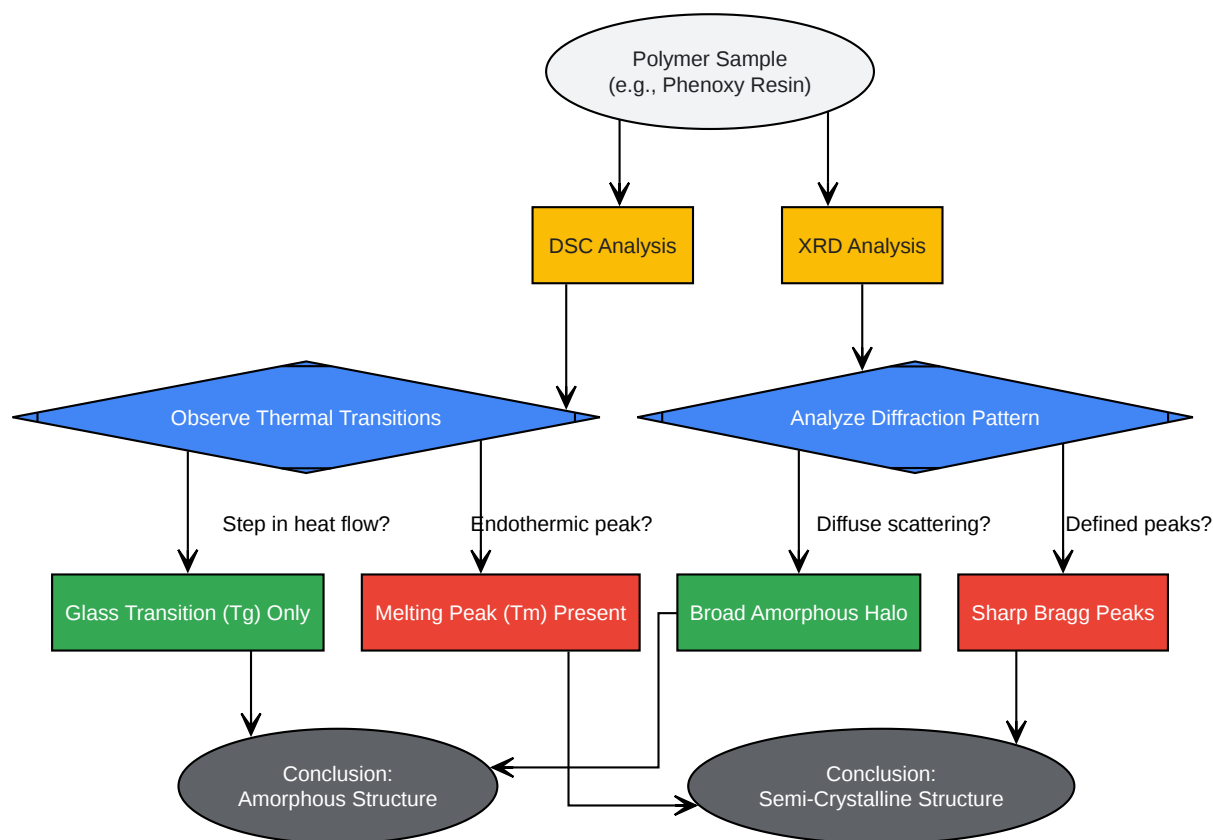 Polymer Sample
(e.g., Phenoxy Resin)
DSC Analysis
XRD Analysis
Observe Thermal Transitions
Analyze Diffraction Pattern
Step in heat flow?
Endothermic peak?
Diffuse scattering?
Defined peaks?
Glass Transition (Tg) Only
Melting Peak (Tm) Present
Broad Amorphous Halo
Sharp Bragg Peaks
Conclusion:
Amorphous Structure
Conclusion:
Semi-Crystalline Structure